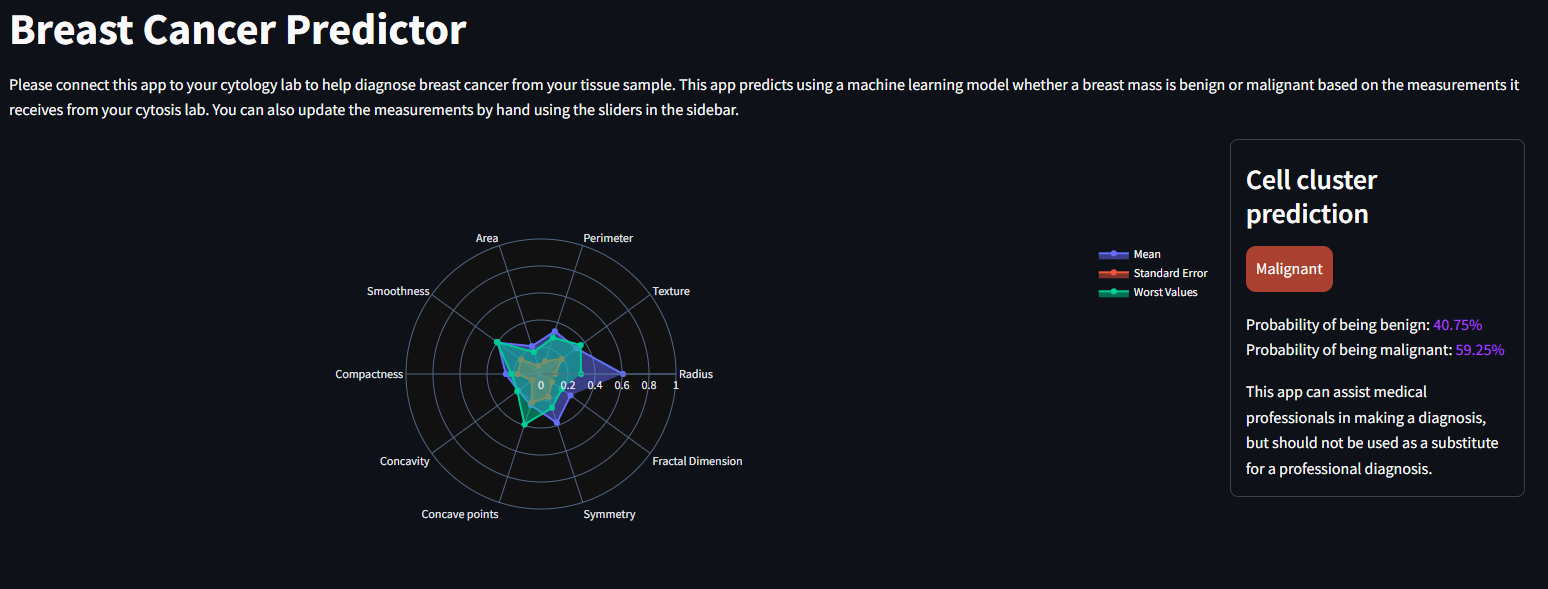 Breast Cancer Predictor
Please connect this app to your cytology lab to help diagnose breast cancer from your tissue sample. This app predicts using a machine learning model whether a breast mass is benign or malignant based on the measurements it
receives from your cytosis lab. You can also update the measurements by hand using the sliders in the sidebar.
Area
Perimeter
Smoothness
Texture
Compactness
0 0.2 0.4 0.6 0.8 1
Radius
Concavity
Fractal Dimension
Concave points
Symmetry
Mean
Standard Error
Worst Values
Cell cluster
prediction
Malignant
Probability of being benign: 40.75%
Probability of being malignant: 59.25%
This app can assist medical
professionals in making a diagnosis,
but should not be used as a substitute
for a professional diagnosis.